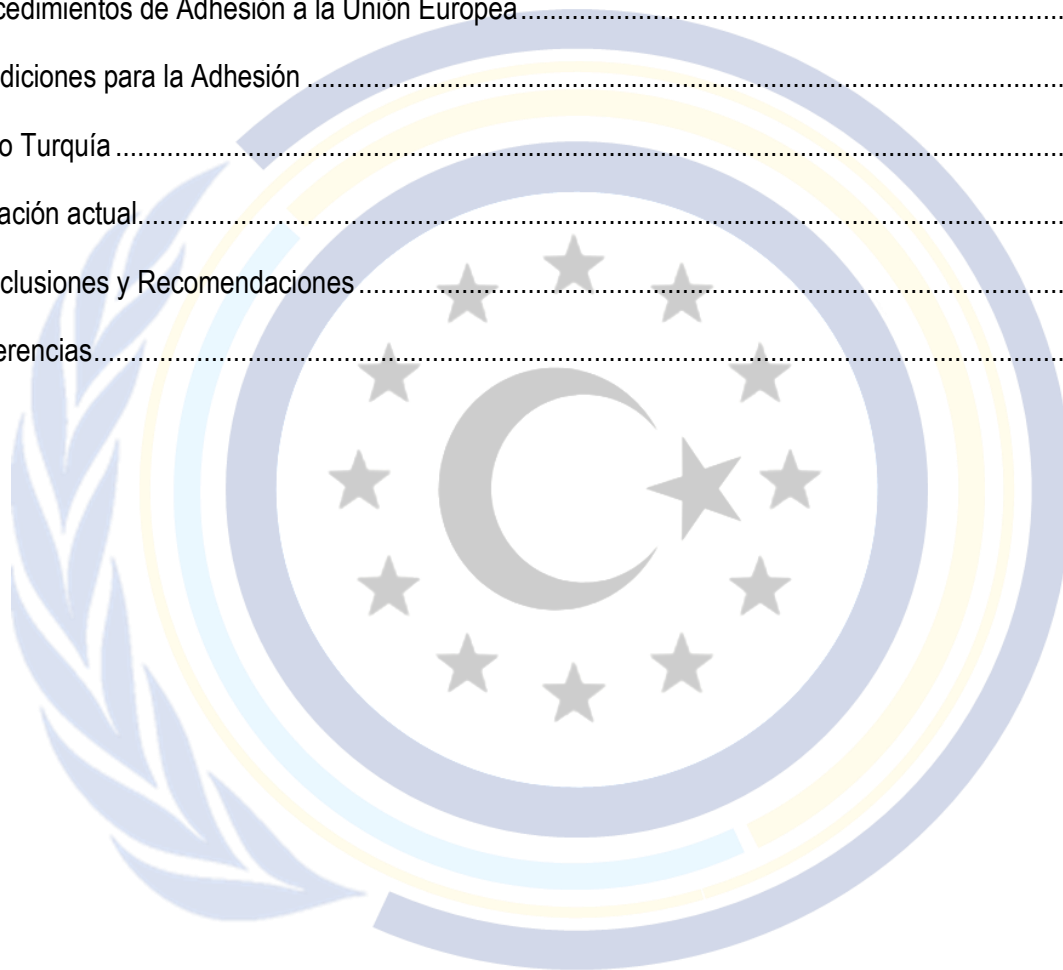 cedimientos de Adhesión a la Unión Europea
diciones para la Adhesión
o Turquía
ación actual
clusiones y Recomendaciones
erencias